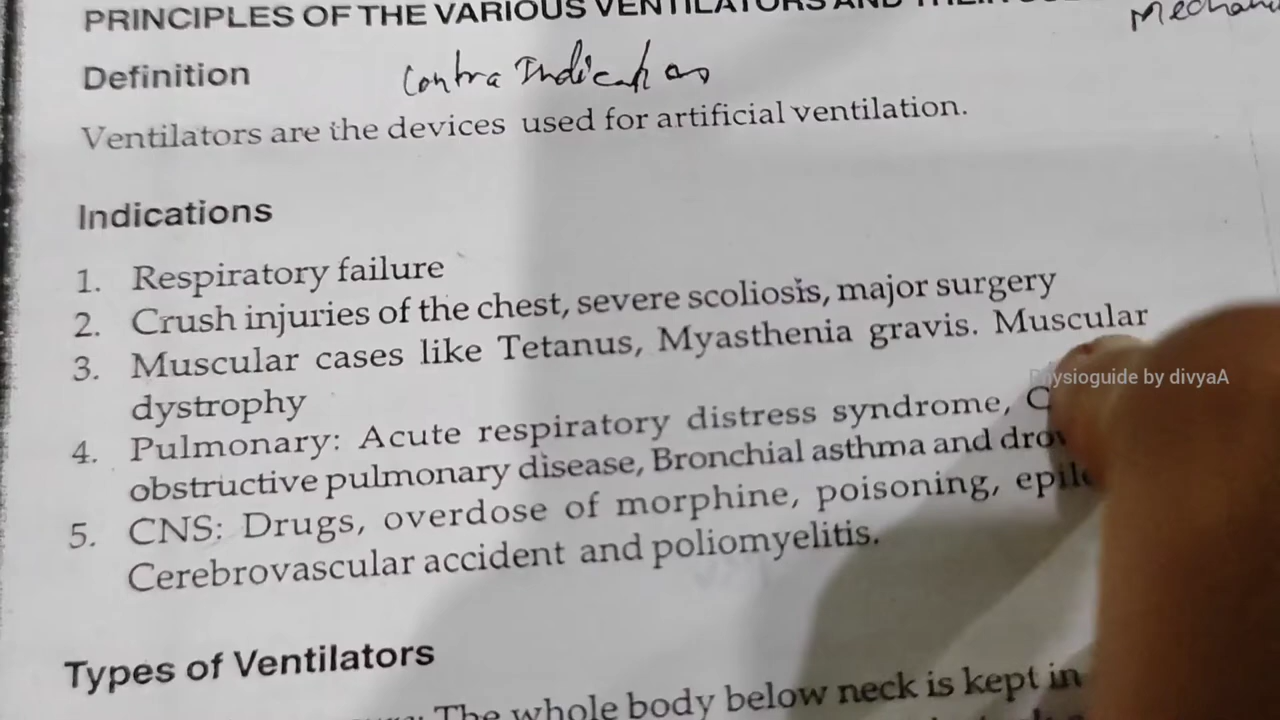 PRINCIPLES OF THE VARIOUS VENTILATORS AND THEIR
Definition
Contra Indication
Ventilators are the devices used for artificial ventilation.
Indications
1. Respiratory failure
2. Crush injuries of the chest, severe scoliosis, major surgery
3. Muscular cases like Tetanus, Myasthenia gravis. Muscular
dystrophy
Physioguide by divyaA
4. Pulmonary: Acute respiratory distress syndrome,
obstructive pulmonary disease, Bronchial asthma and
5. CNS: Drugs, overdose of morphine, poisoning,
Cerebrovascular accident and poliomyelitis.
Types of Ventilators
The whole body below neck is kept in